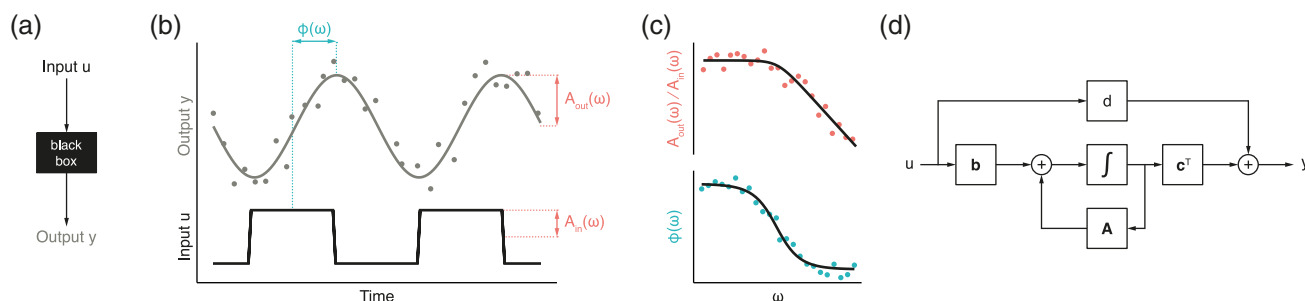 (a)
Input u
black
box
Output y
(b)
ϕ(ω)
Output y
A_out(ω)
Input u
A_in(ω)
Time
(c)
A_out(ω) / A_in(ω)
ϕ(ω)
ω
(d)
d
u
b
+
∫
c^T
+
y
A